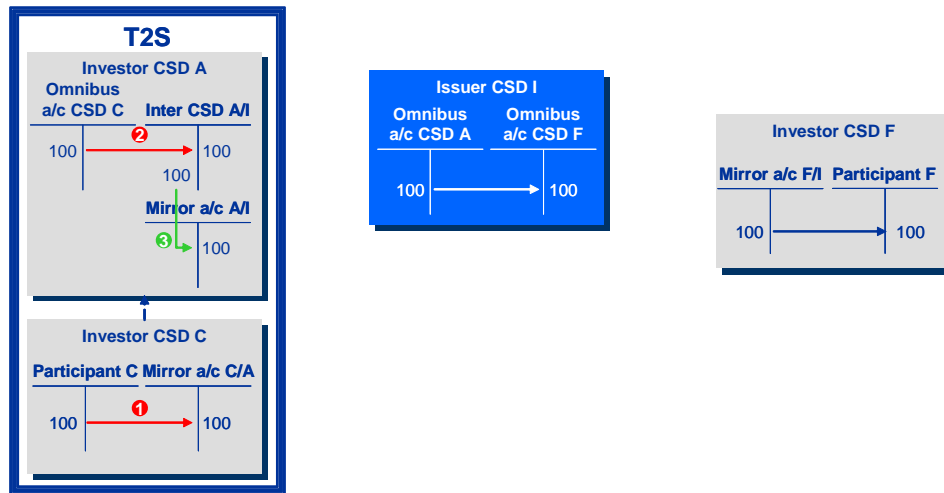 T2S
Investor CSD A
Omnibus
a/c CSD C Inter CSD A/I
2
100 100
100
Mirror a/c A/I
3 100
Investor CSD C
Participant C Mirror a/c C/A
1
100 100
Issuer CSD I
Omnibus Omnibus
a/c CSD A a/c CSD F
100 100
Investor CSD F
Mirror a/c F/I Participant F
100 100